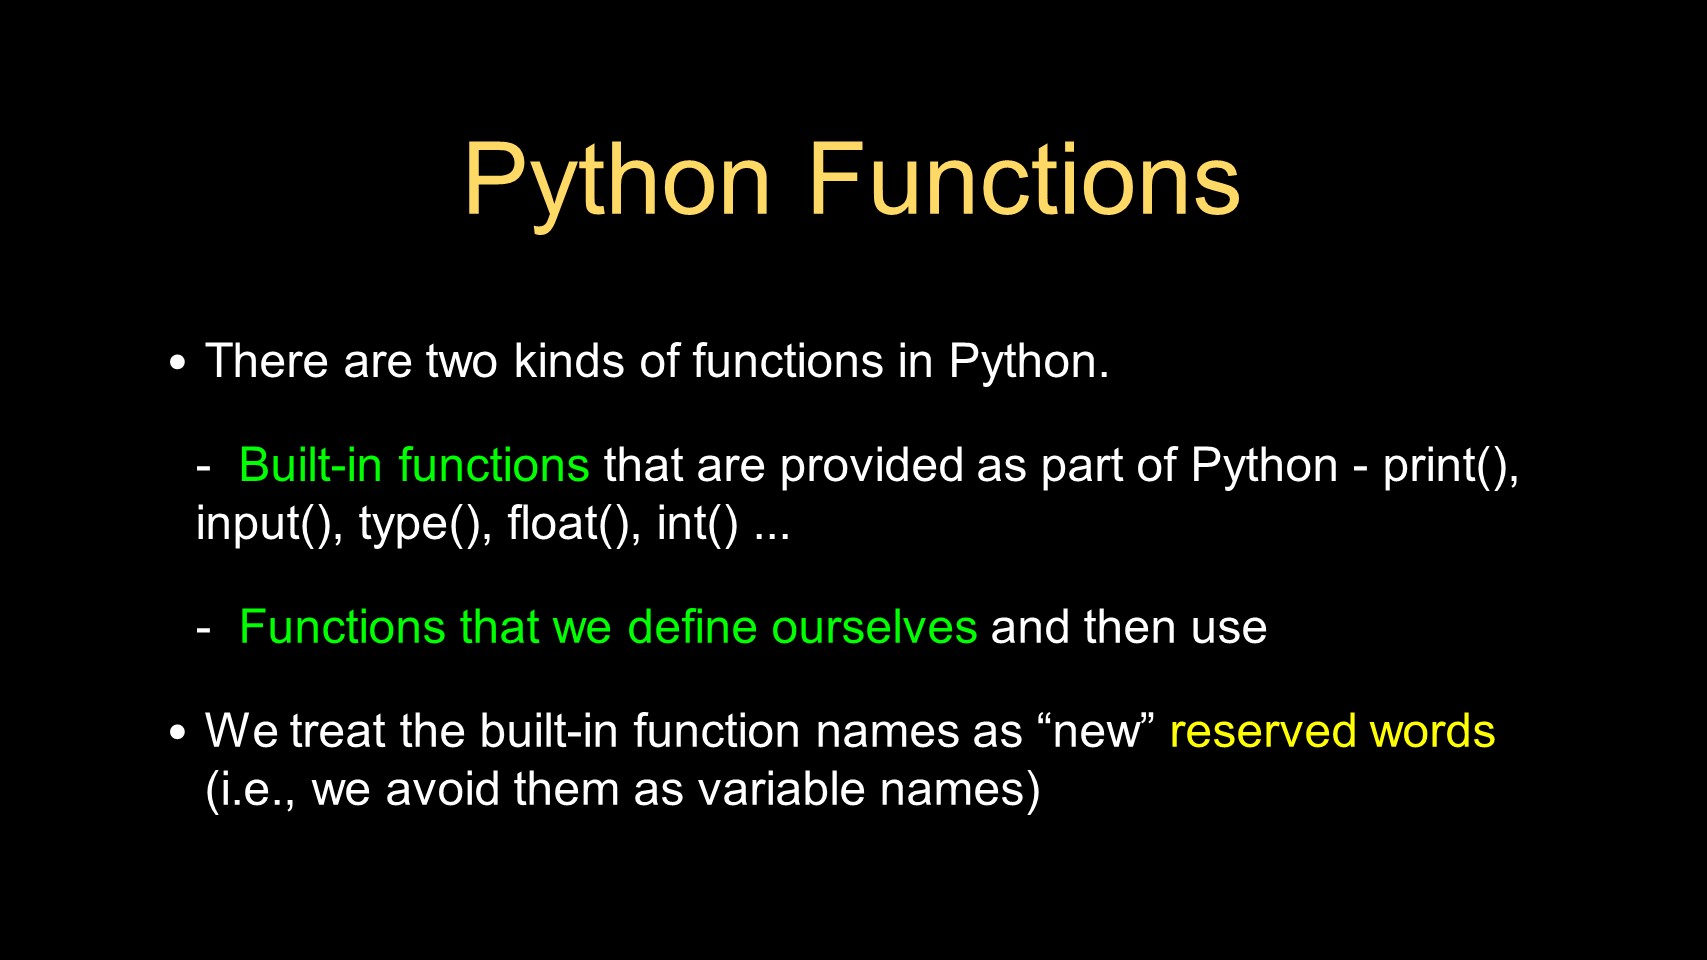 Python Functions
• There are two kinds of functions in Python.
- Built-in functions that are provided as part of Python - print(),
input(), type(), float(), int() ...
- Functions that we define ourselves and then use
• We treat the built-in function names as “new” reserved words
(i.e., we avoid them as variable names)